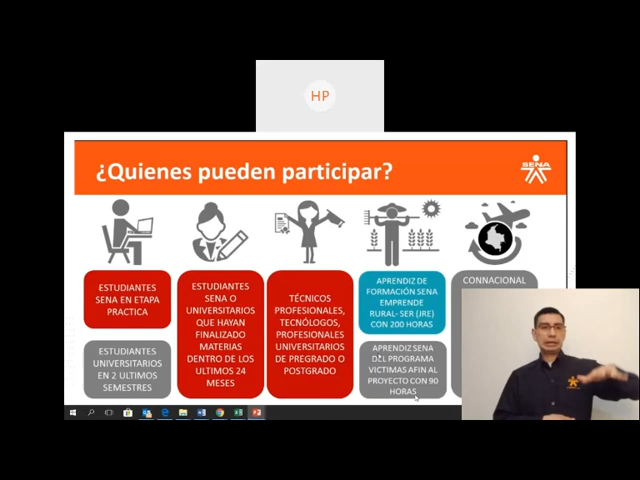 HP
¿Quienes pueden participar?
SENA
ESTUDIANTES
SENA EN ETAPA
PRACTICA
ESTUDIANTES
UNIVERSITARIOS
EN 2 ULTIMOS
SEMESTRES
ESTUDIANTES
SENA O
UNIVERSITARIOS
QUE HAYAN
FINALIZADO
MATERIAS
DENTRO DE LOS
ULTIMOS 24
MESES
TÉCNICOS
PROFESIONALES,
TECNÓLOGOS,
PROFESIONALES
UNIVERSITARIOS
DE PREGRADO O
POSTGRADO
APRENDIZ DE
FORMACIÓN SENA
EMPRENDE
RURAL- SER (JRE)
CON 200 HORAS
APRENDIZ SENA
DEL PROGRAMA
VICTIMAS AFIN AL
PROYECTO CON 90
HORAS
CONNACIONAL